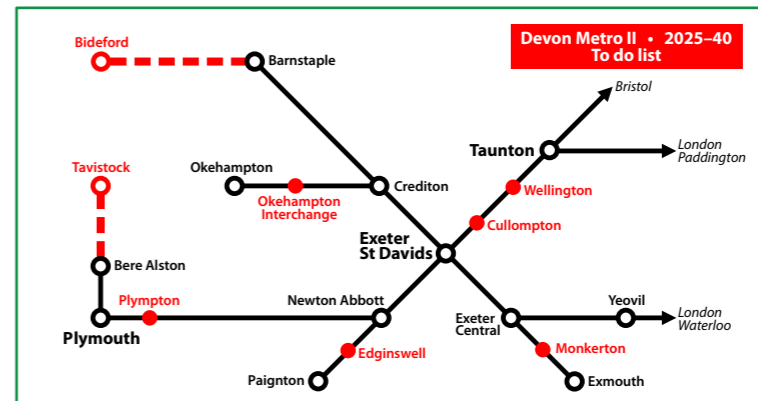 Devon Metro II • 2025–40
To do list
Bideford
Barnstaple
Bristol
Taunton
London
Paddington
Tavistock
Okehampton
Crediton
Okehampton
Interchange
Wellington
Cullompton
Exeter
St Davids
Bere Alston
Plympton
Plymouth
Newton Abbott
Exeter
Central
Yeovil
London
Waterloo
Edginswell
Monkerton
Paignton
Exmouth